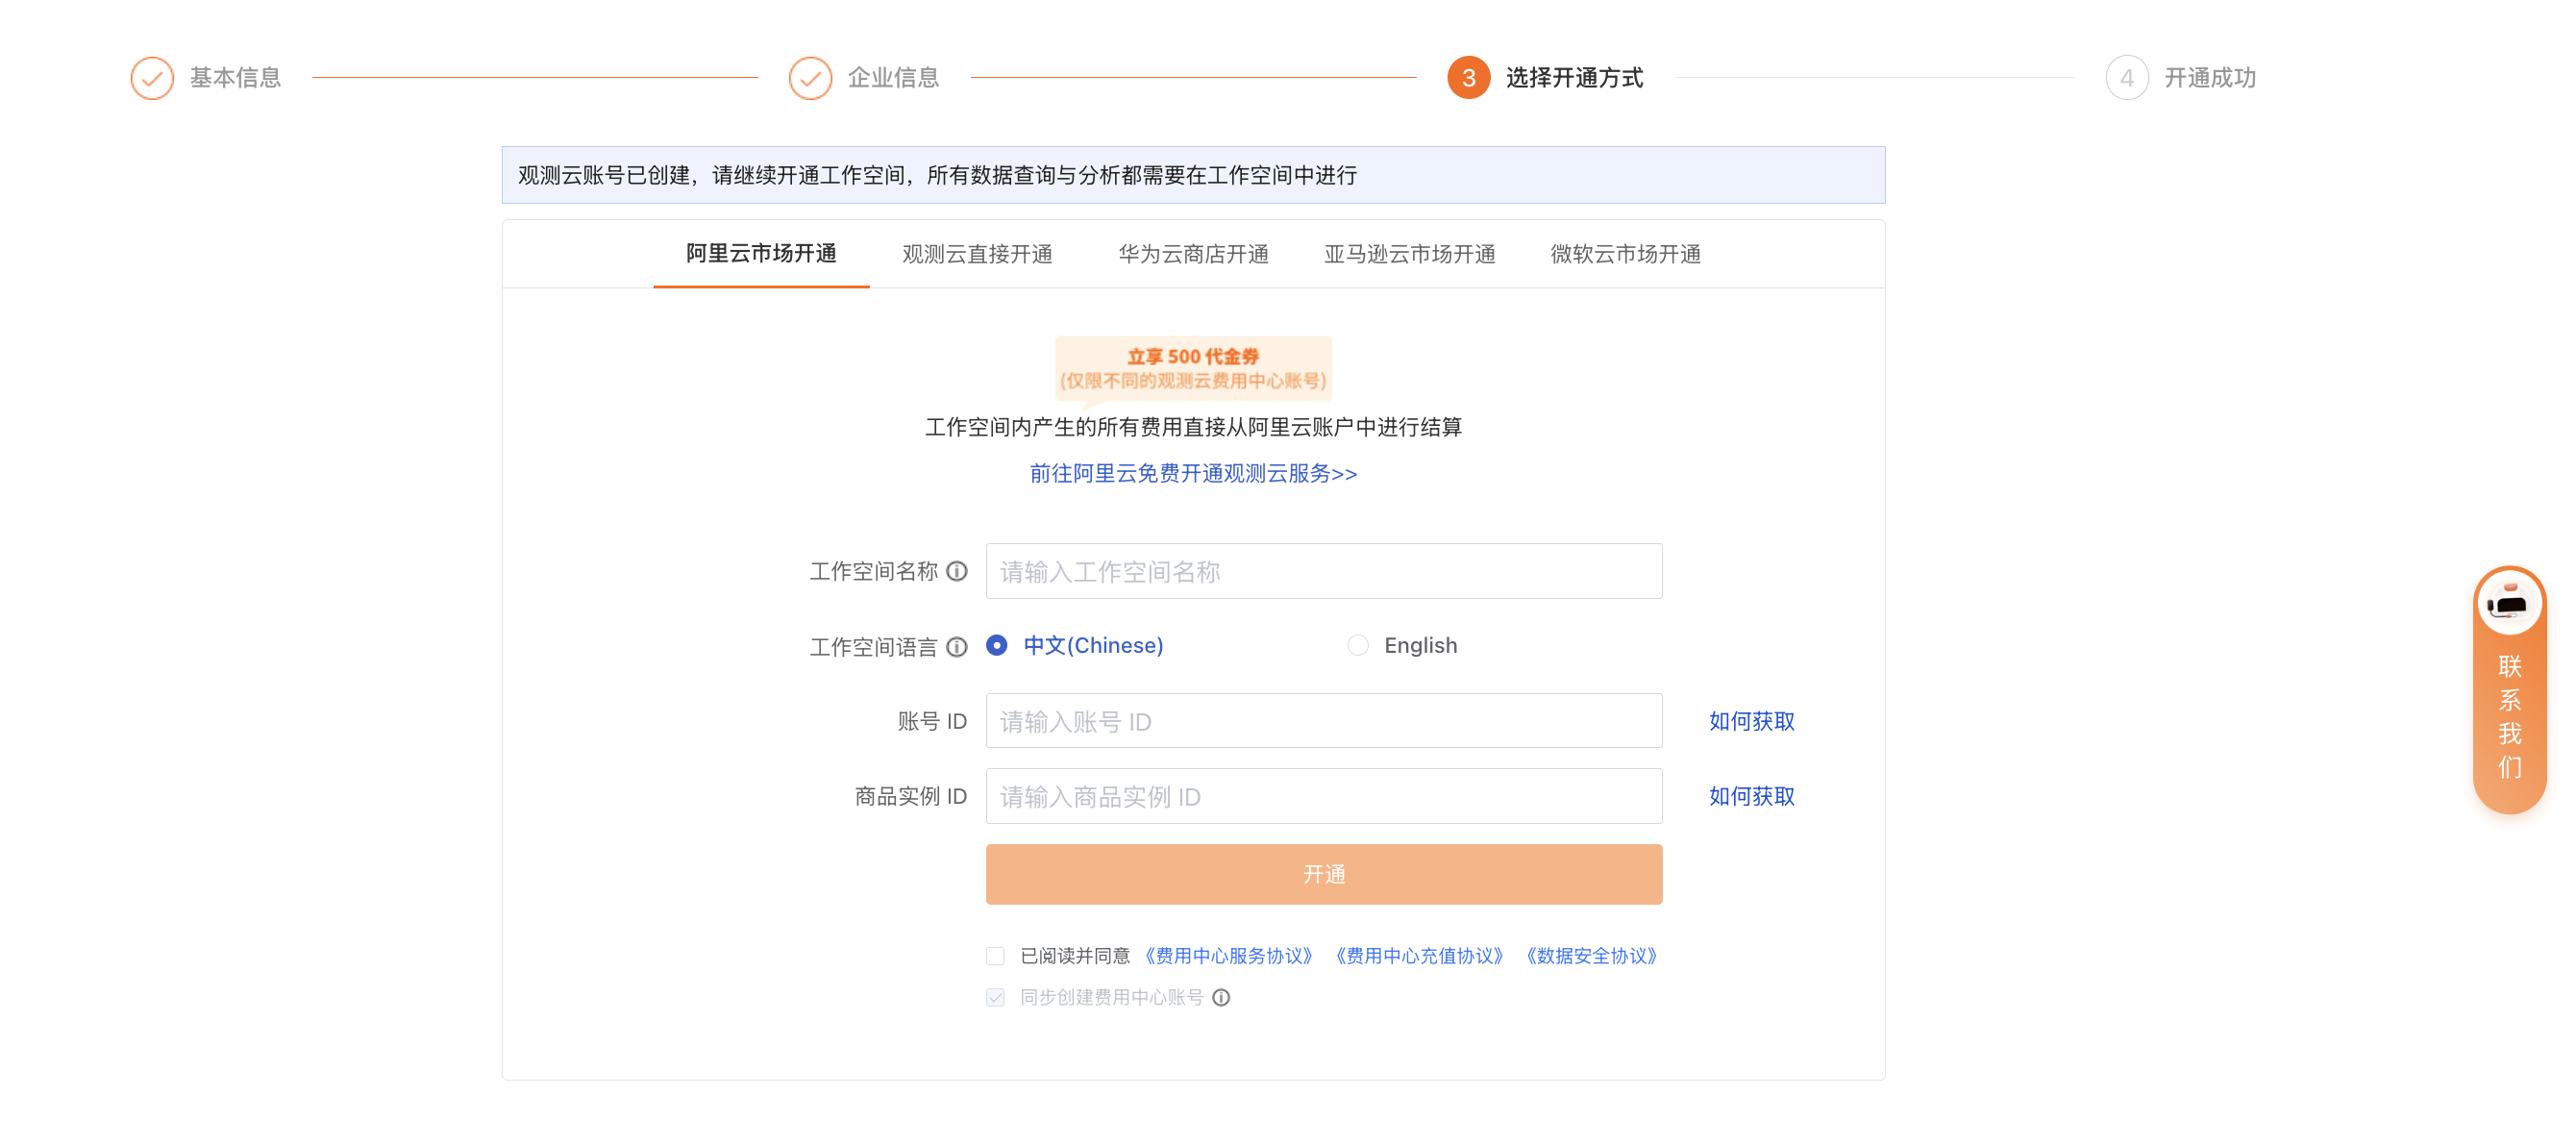 基本信息
企业信息
3 选择开通方式
4 开通成功
观测云账号已创建，请继续开通工作空间，所有数据查询与分析都需要在工作空间中进行
阿里云市场开通 观测云直接开通 华为云商店开通 亚马逊云市场开通 微软云市场开通
立享 500 代金券
(仅限不同的观测云费用中心账号)
工作空间内产生的所有费用直接从阿里云账户中进行结算
前往阿里云免费开通观测云服务>>
工作空间名称 请输入工作空间名称
工作空间语言 中文(Chinese) English
账号 ID 请输入账号 ID 如何获取
商品实例 ID 请输入商品实例 ID 如何获取
开通
已阅读并同意 《费用中心服务协议》 《费用中心充值协议》 《数据安全协议》
同步创建费用中心账号
联
系
我
们